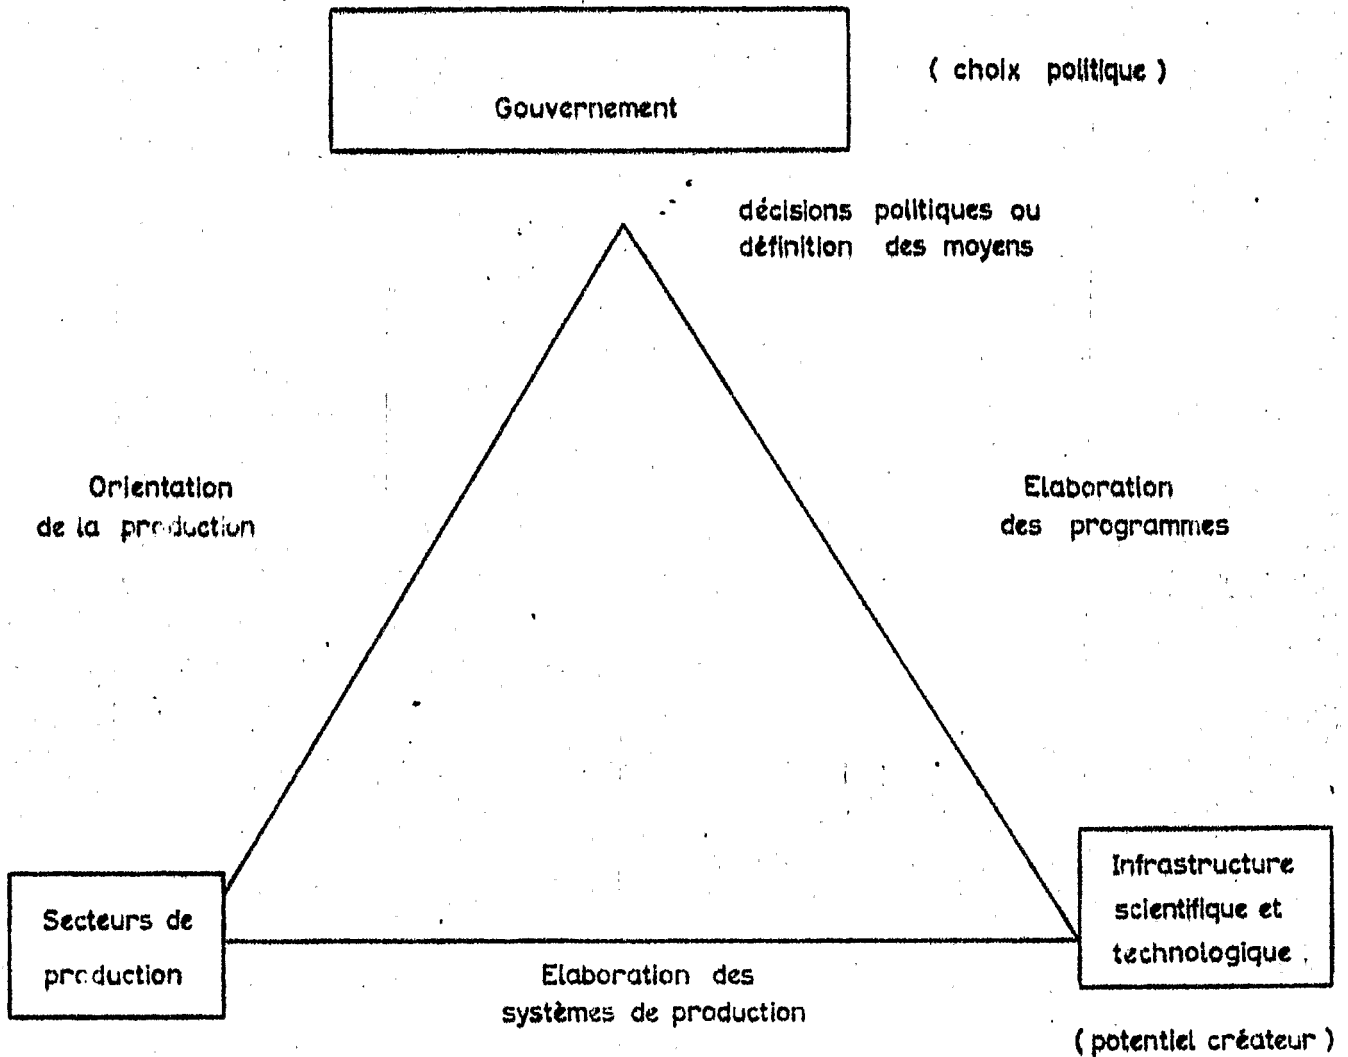 Gouvernement
( choix politique )
décisions politiques ou
définition des moyens
Orientation
de la production
Elaboration
des programmes
Secteurs de
production
Infrastructure
scientifique et
technologique
Elaboration des
systèmes de production
( potentiel créateur )